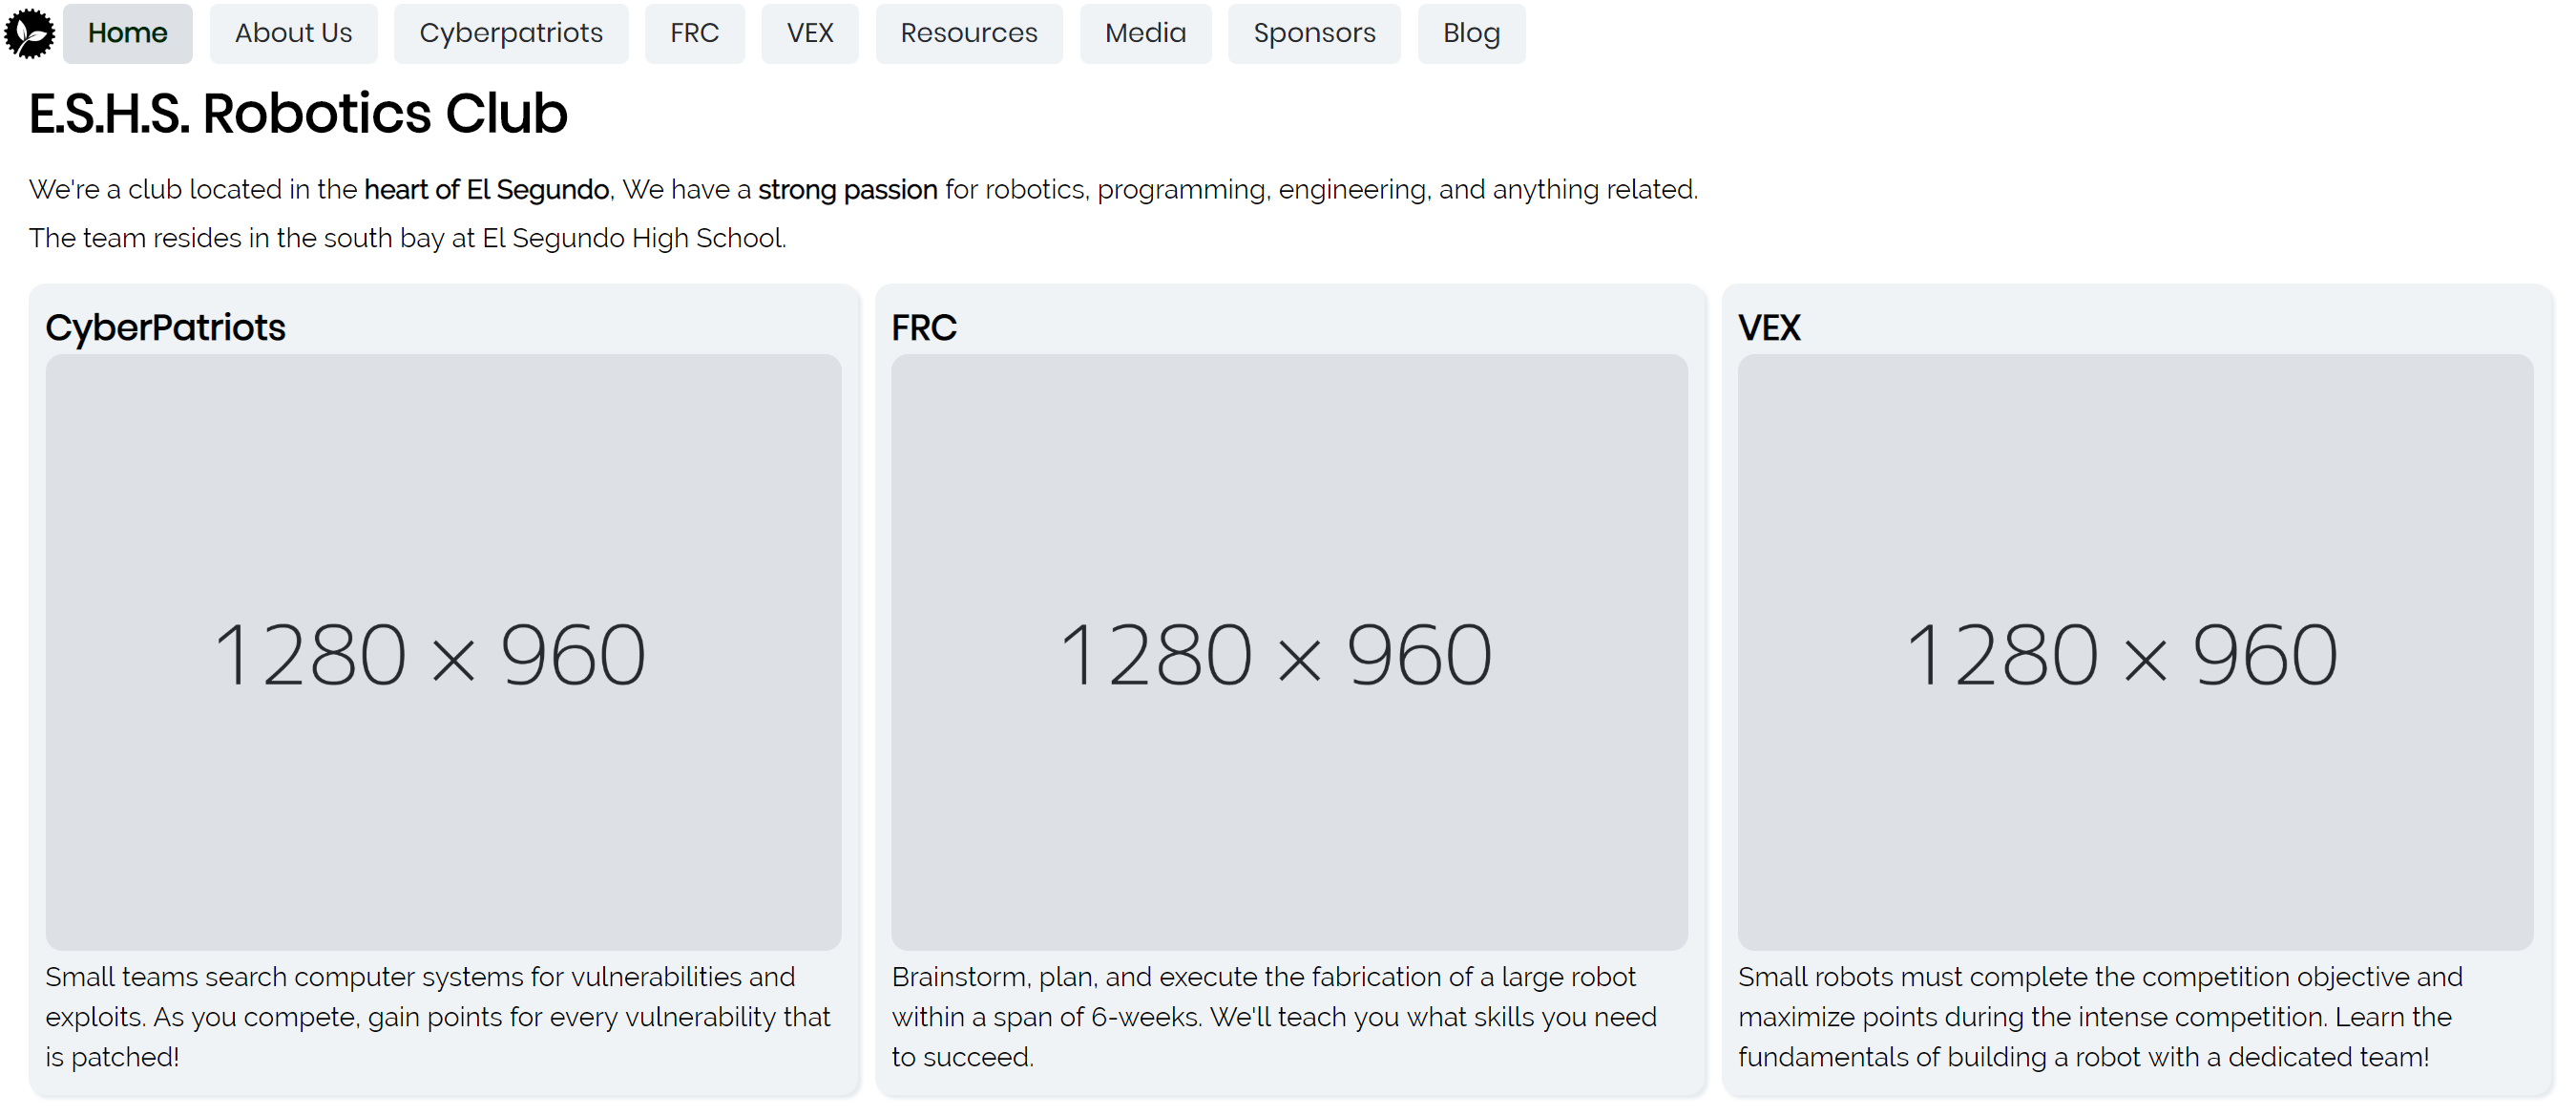 Home About Us Cyberpatriots FRC VEX Resources Media Sponsors Blog
E.S.H.S. Robotics Club
We're a club located in the heart of El Segundo, We have a strong passion for robotics, programming, engineering, and anything related.
The team resides in the south bay at El Segundo High School.
CyberPatriots
1280 × 960
Small teams search computer systems for vulnerabilities and
exploits. As you compete, gain points for every vulnerability that
is patched!
FRC
1280 × 960
Brainstorm, plan, and execute the fabrication of a large robot
within a span of 6-weeks. We'll teach you what skills you need
to succeed.
VEX
1280 × 960
Small robots must complete the competition objective and
maximize points during the intense competition. Learn the
fundamentals of building a robot with a dedicated team!